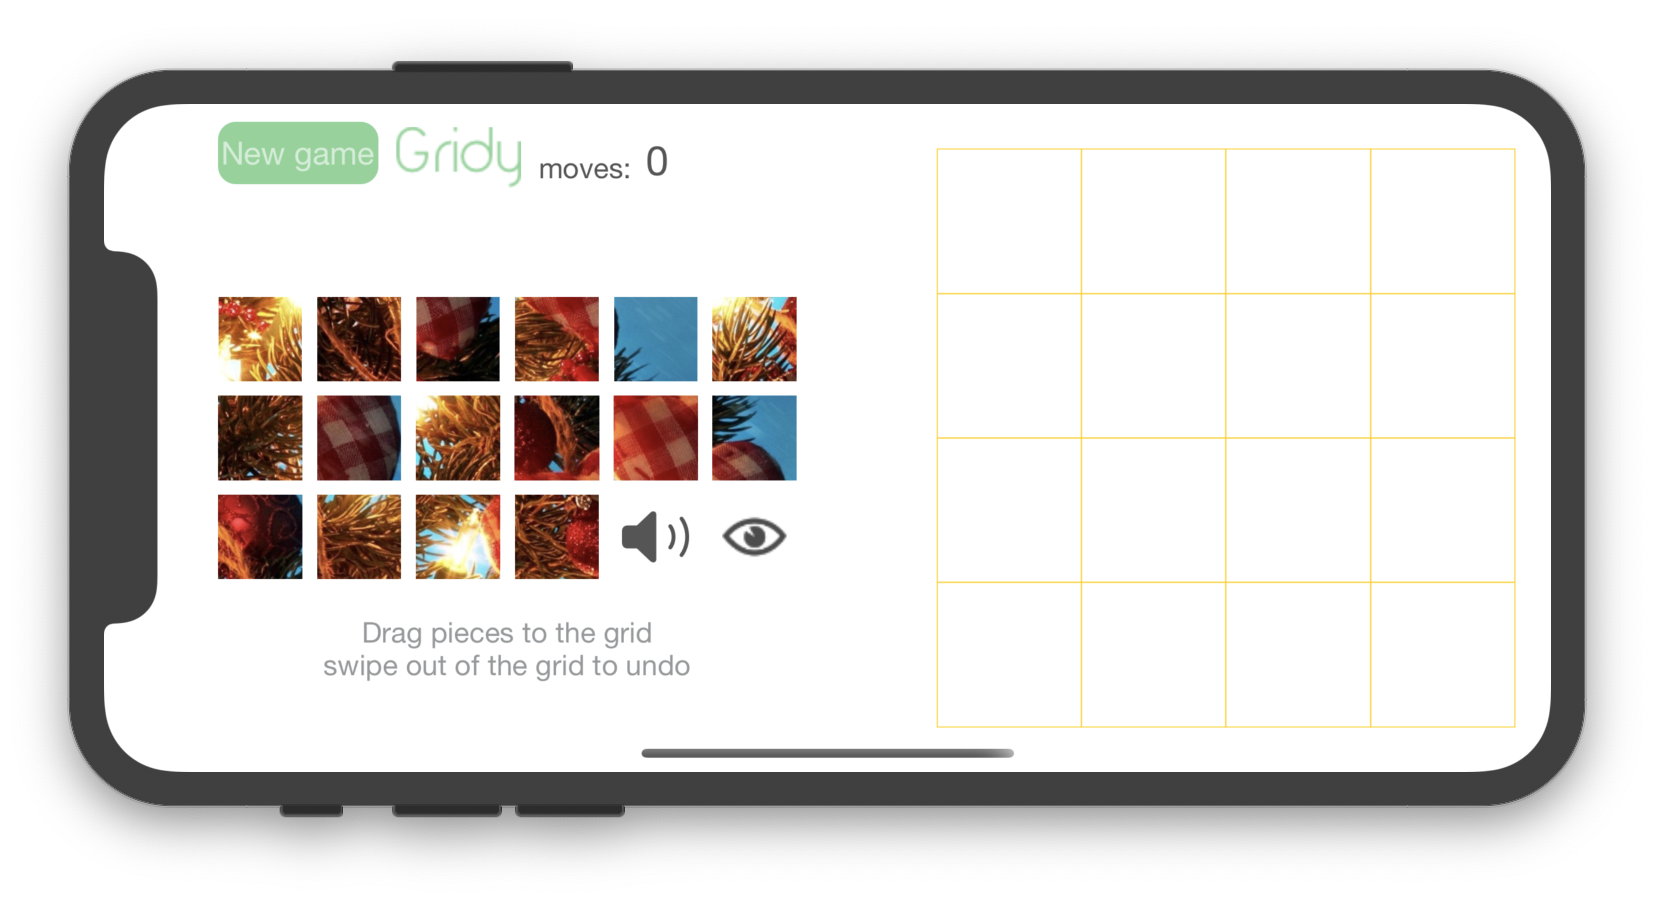 New game Gridy moves: 0
Drag pieces to the grid
swipe out of the grid to undo